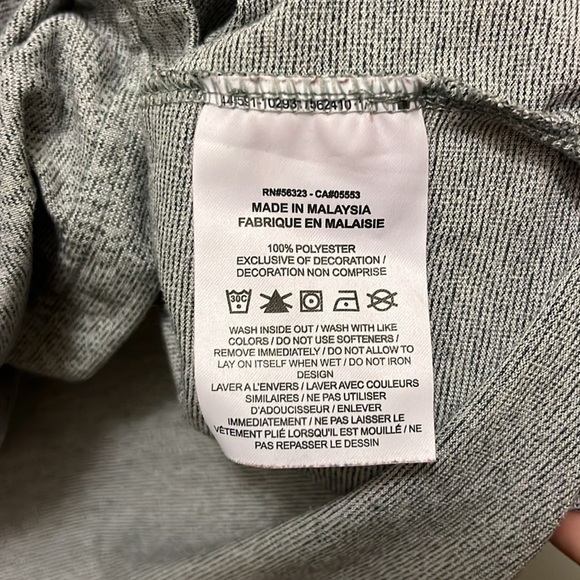 RN#56323 - CA#05553
MADE IN MALAYSIA
FABRIQUE EN MALAISIE
100% POLYESTER
EXCLUSIVE OF DECORATION /
DECORATION NON COMPRISE
30C
WASH INSIDE OUT / WASH WITH LIKE
COLORS / DO NOT USE SOFTENERS /
REMOVE IMMEDIATELY / DO NOT ALLOW TO
LAY ON ITSELF WHEN WET / DO NOT IRON
DESIGN
LAVER A L'ENVERS / LAVER AVEC COULEURS
SIMILAIRES / NE PAS UTILISER
D'ADOUCISSEUR / ENLEVER
IMMEDIATEMENT / NE PAS LAISSER LE
VÊTEMENT PLIÉ LORSQU'IL EST MOUILLÉ / NE
PAS REPASSER LE DESSIN